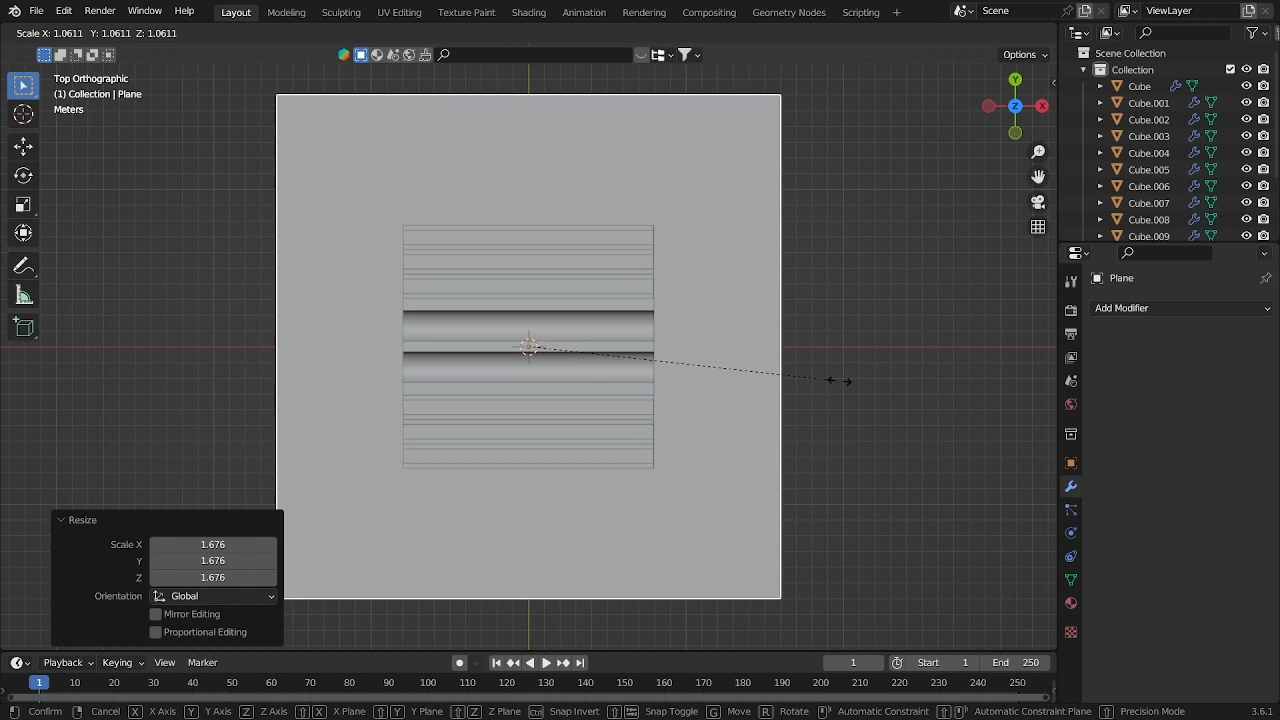 File Edit Render Window Help Layout Modeling Sculpting UV Editing Texture Paint Shading Animation Rendering Compositing Geometry Nodes Scripting + Scene ViewLayer
Scale X: 1.0611 Y: 1.0611 Z: 1.0611
Options
Top Orthographic
(1) Collection | Plane
Meters
Y
Z
X
Scene Collection
Collection
Cube
Cube.001
Cube.002
Cube.003
Cube.004
Cube.005
Cube.006
Cube.007
Cube.008
Cube.009
Plane
Add Modifier
Resize
Scale X 1.676
Y 1.676
Z 1.676
Orientation Global
Mirror Editing
Proportional Editing
Playback Keying View Marker 1 Start 1 End 250
1 10 20 30 40 50 60 70 80 90 100 110 120 130 140 150 160 170 180 190 200 210 220 230 240 250
Confirm Cancel X X Axis Y Y Axis Z Z Axis X X Plane Y Y Plane Z Z Plane Ctrl Snap Invert Snap Toggle G Move R Rotate Automatic Constraint Automatic Constraint Plane Precision Mode 3.6.1